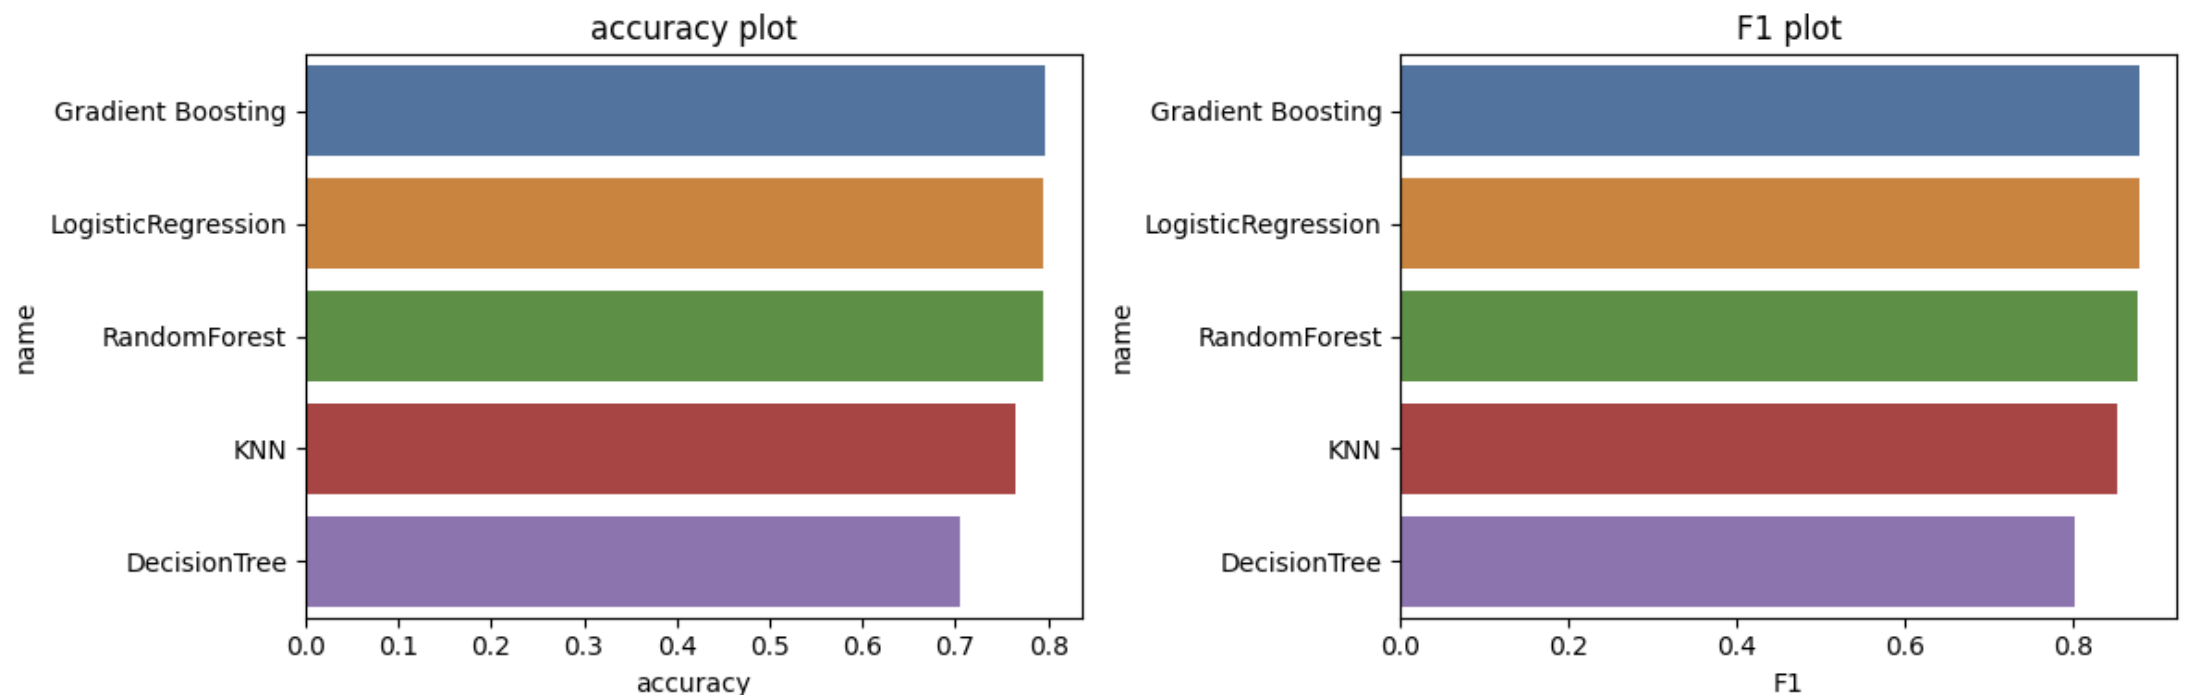 accuracy plot
name
Gradient Boosting
LogisticRegression
RandomForest
KNN
DecisionTree
0.0 0.1 0.2 0.3 0.4 0.5 0.6 0.7 0.8
accuracy
F1 plot
name
Gradient Boosting
LogisticRegression
RandomForest
KNN
DecisionTree
0.0 0.2 0.4 0.6 0.8
F1